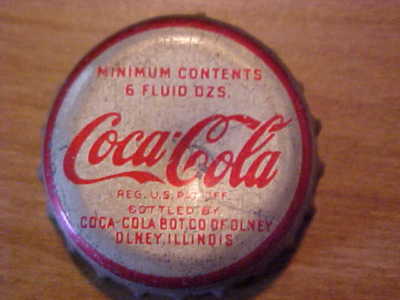 MINIMUM CONTENTS
6 FLUID OZS.
Coca-Cola
REG. U.S. PAT. OFF.
BOTTLED BY
COCA-COLA BOT. CO. OF OLNEY
OLNEY, ILLINOIS